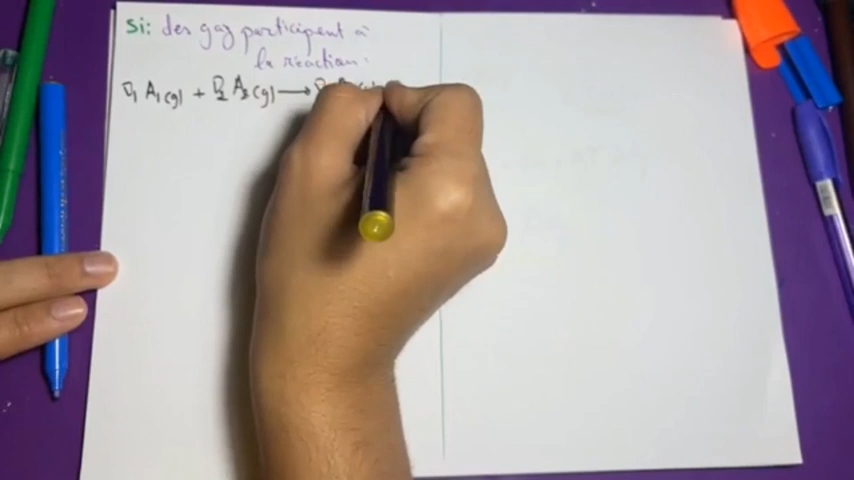 Si: des gaz participent à
la réaction:
ν₁ A₁(g) + ν₂ A₂(g) →